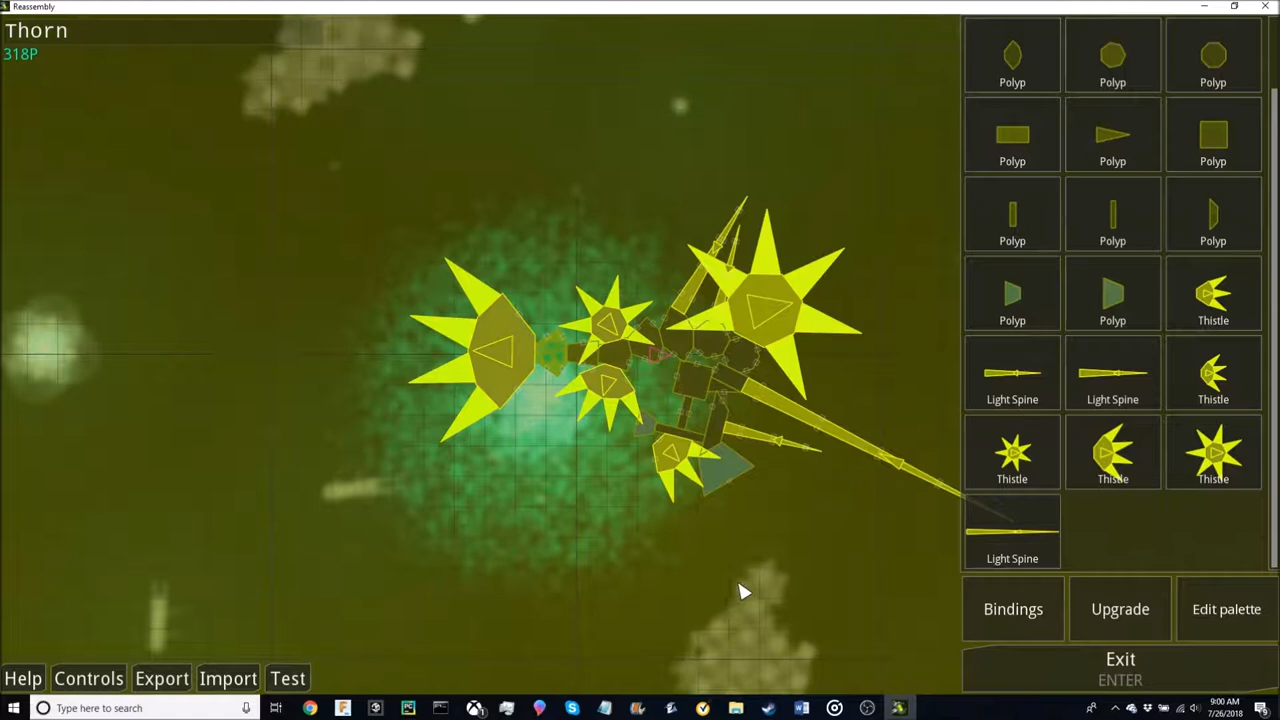 Reassembly
Thorn
318P
Polyp Polyp Polyp
Polyp Polyp Polyp
Polyp Polyp Polyp
Polyp Polyp Thistle
Light Spine Light Spine Thistle
Thistle Thistle Thistle
Light Spine
Bindings Upgrade Edit palette
Exit
ENTER
Help Controls Export Import Test
Type here to search
9:00 AM
7/26/2018